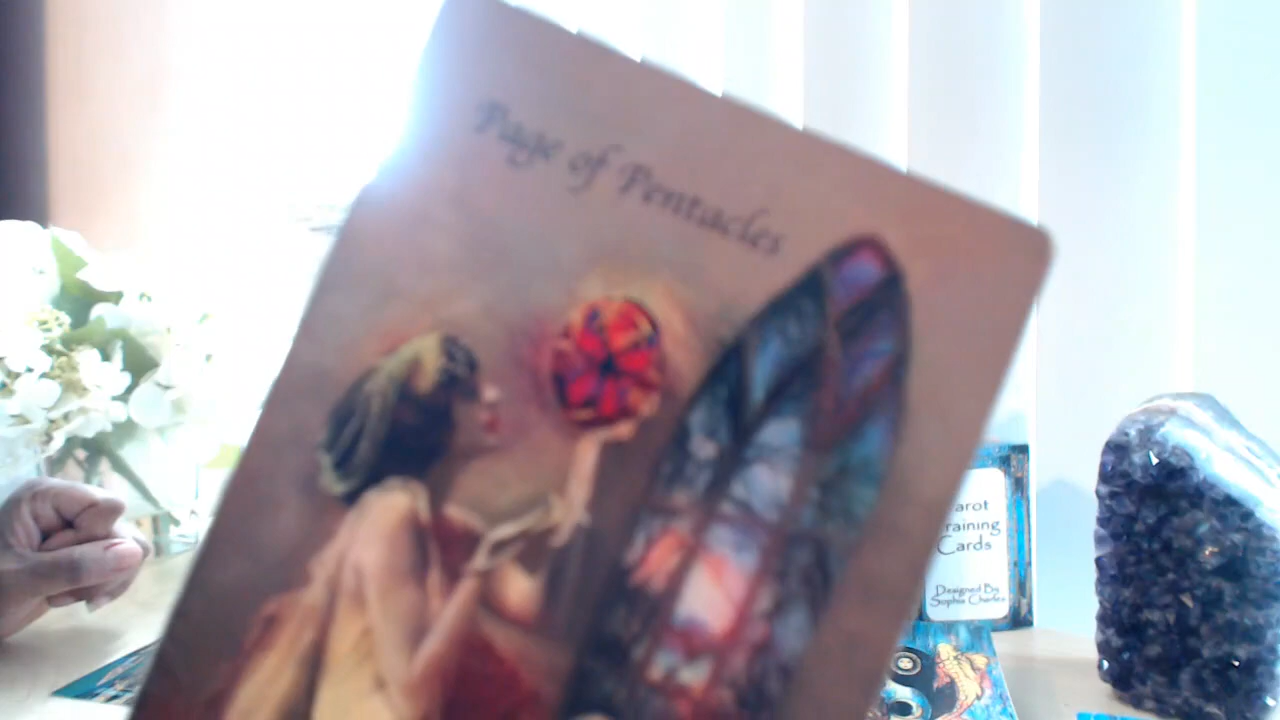 Page of Pentacles
arot
raining
Cards
Designed By
Sophia Charles